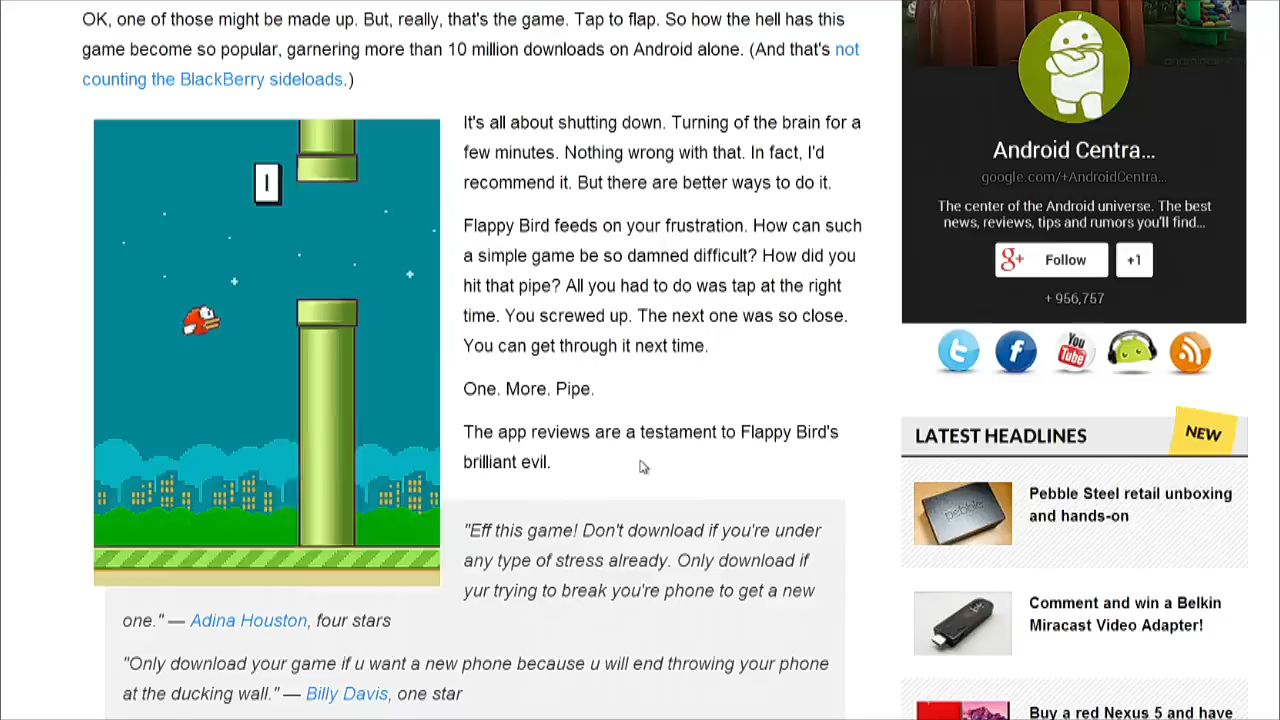 OK, one of those might be made up. But, really, that's the game. Tap to flap. So how the hell has this
game become so popular, garnering more than 10 million downloads on Android alone. (And that's not
counting the BlackBerry sideloads.)
It's all about shutting down. Turning of the brain for a
few minutes. Nothing wrong with that. In fact, I'd
recommend it. But there are better ways to do it.
Flappy Bird feeds on your frustration. How can such
a simple game be so damned difficult? How did you
hit that pipe? All you had to do was tap at the right
time. You screwed up. The next one was so close.
You can get through it next time.
One. More. Pipe.
The app reviews are a testament to Flappy Bird's
brilliant evil.
"Eff this game! Don't download if you're under
any type of stress already. Only download if
yur trying to break you're phone to get a new
one." — Adina Houston, four stars
"Only download your game if u want a new phone because u will end throwing your phone
at the ducking wall." — Billy Davis, one star
Android Centra...
google.com/+AndroidCentra...
The center of the Android universe. The best
news, reviews, tips and rumors you'll find...
g+ Follow +1
+ 956,757
You
Tube
LATEST HEADLINES
NEW
pebble
Pebble Steel retail unboxing
and hands-on
Comment and win a Belkin
Miracast Video Adapter!
Buy a red Nexus 5 and have